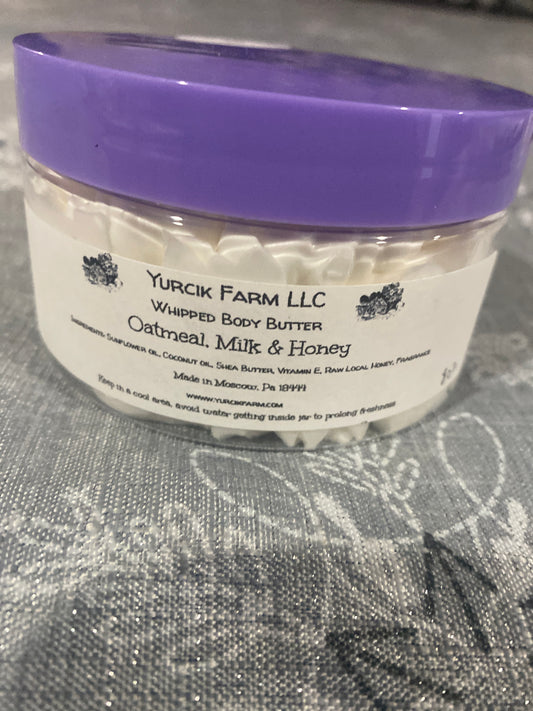 Yurcik Farm LLC
Whipped Body Butter
Oatmeal, Milk & Honey
Ingredients: Sunflower oil, Coconut oil, Shea Butter, Vitamin E, Raw Local Honey, Fragrance
Made in Moscow, Pa 18444
www.yurcikfarm.com
Keep in a cool area, avoid water getting inside jar to prolong freshness